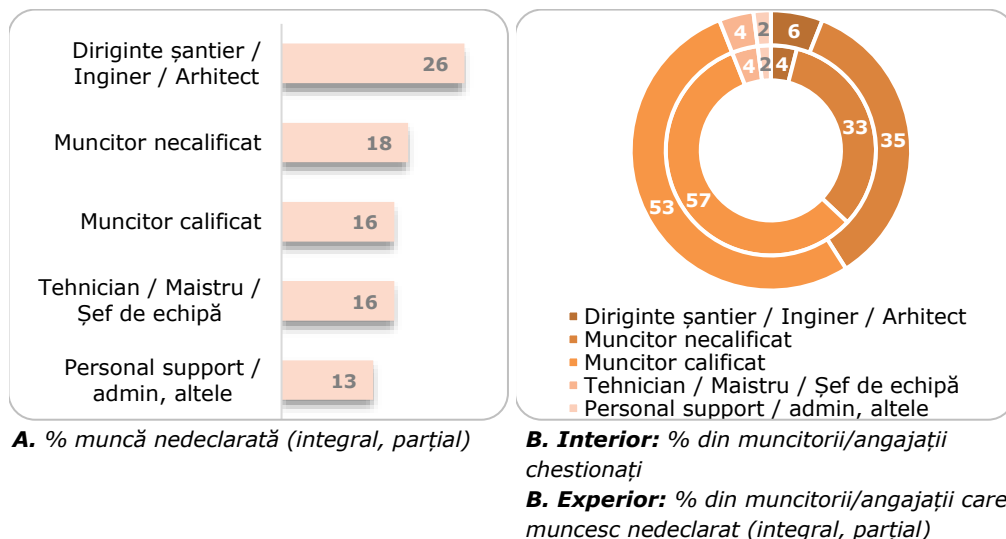 Diriginte șantier /
Inginer / Arhitect
26
Muncitor necalificat
18
Muncitor calificat
16
Tehnician / Maistru /
Șef de echipă
16
Personal support /
admin, altele
13
A. % muncă nedeclarată (integral, parțial)
4
2
6
4
2
4
33
35
57
53
Diriginte șantier / Inginer / Arhitect
Muncitor necalificat
Muncitor calificat
Tehnician / Maistru / Șef de echipă
Personal support / admin, altele
B. Interior: % din muncitorii/angajații
chestionați
B. Experior: % din muncitorii/angajații care
muncesc nedeclarat (integral, parțial)